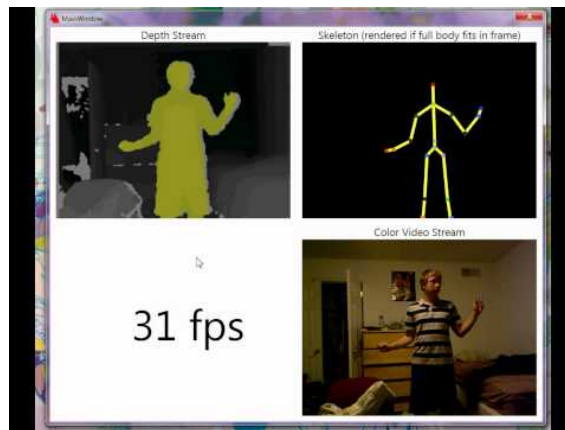 MainWindow
Depth Stream
Skeleton (rendered if full body fits in frame)
Color Video Stream
31 fps